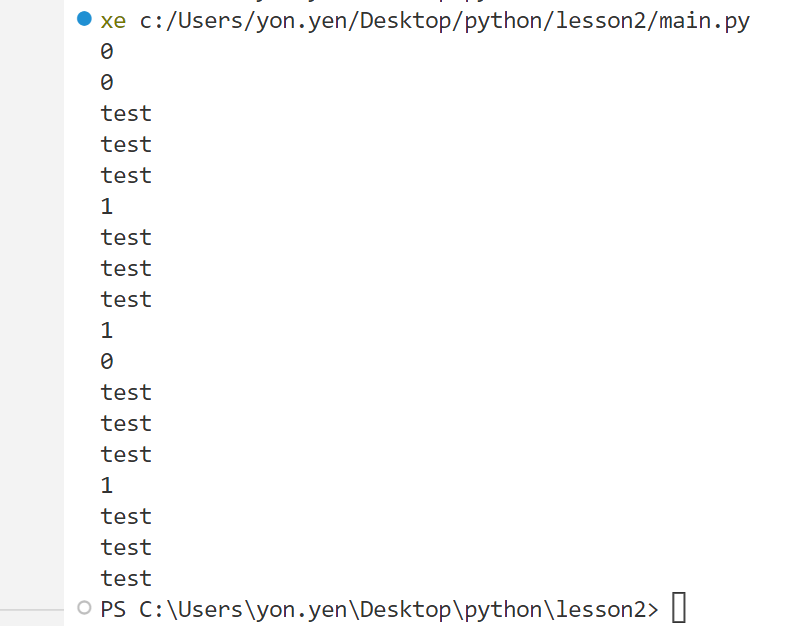 xe c:/Users/yon.yen/Desktop/python/lesson2/main.py
0
0
test
test
test
1
test
test
test
1
0
test
test
test
1
test
test
test
PS C:\Users\yon.yen\Desktop\python\lesson2>